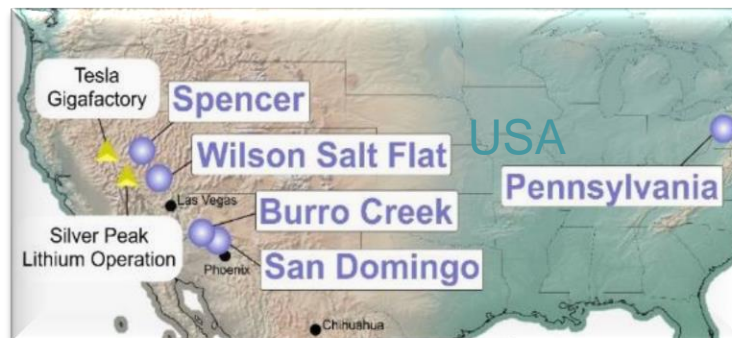 Tesla
Gigafactory
Spencer
USA
Wilson Salt Flat
Pennsylvania
Las Vegas
Burro Creek
Silver Peak
Lithium Operation
San Domingo
Phoenix
Chihuahua